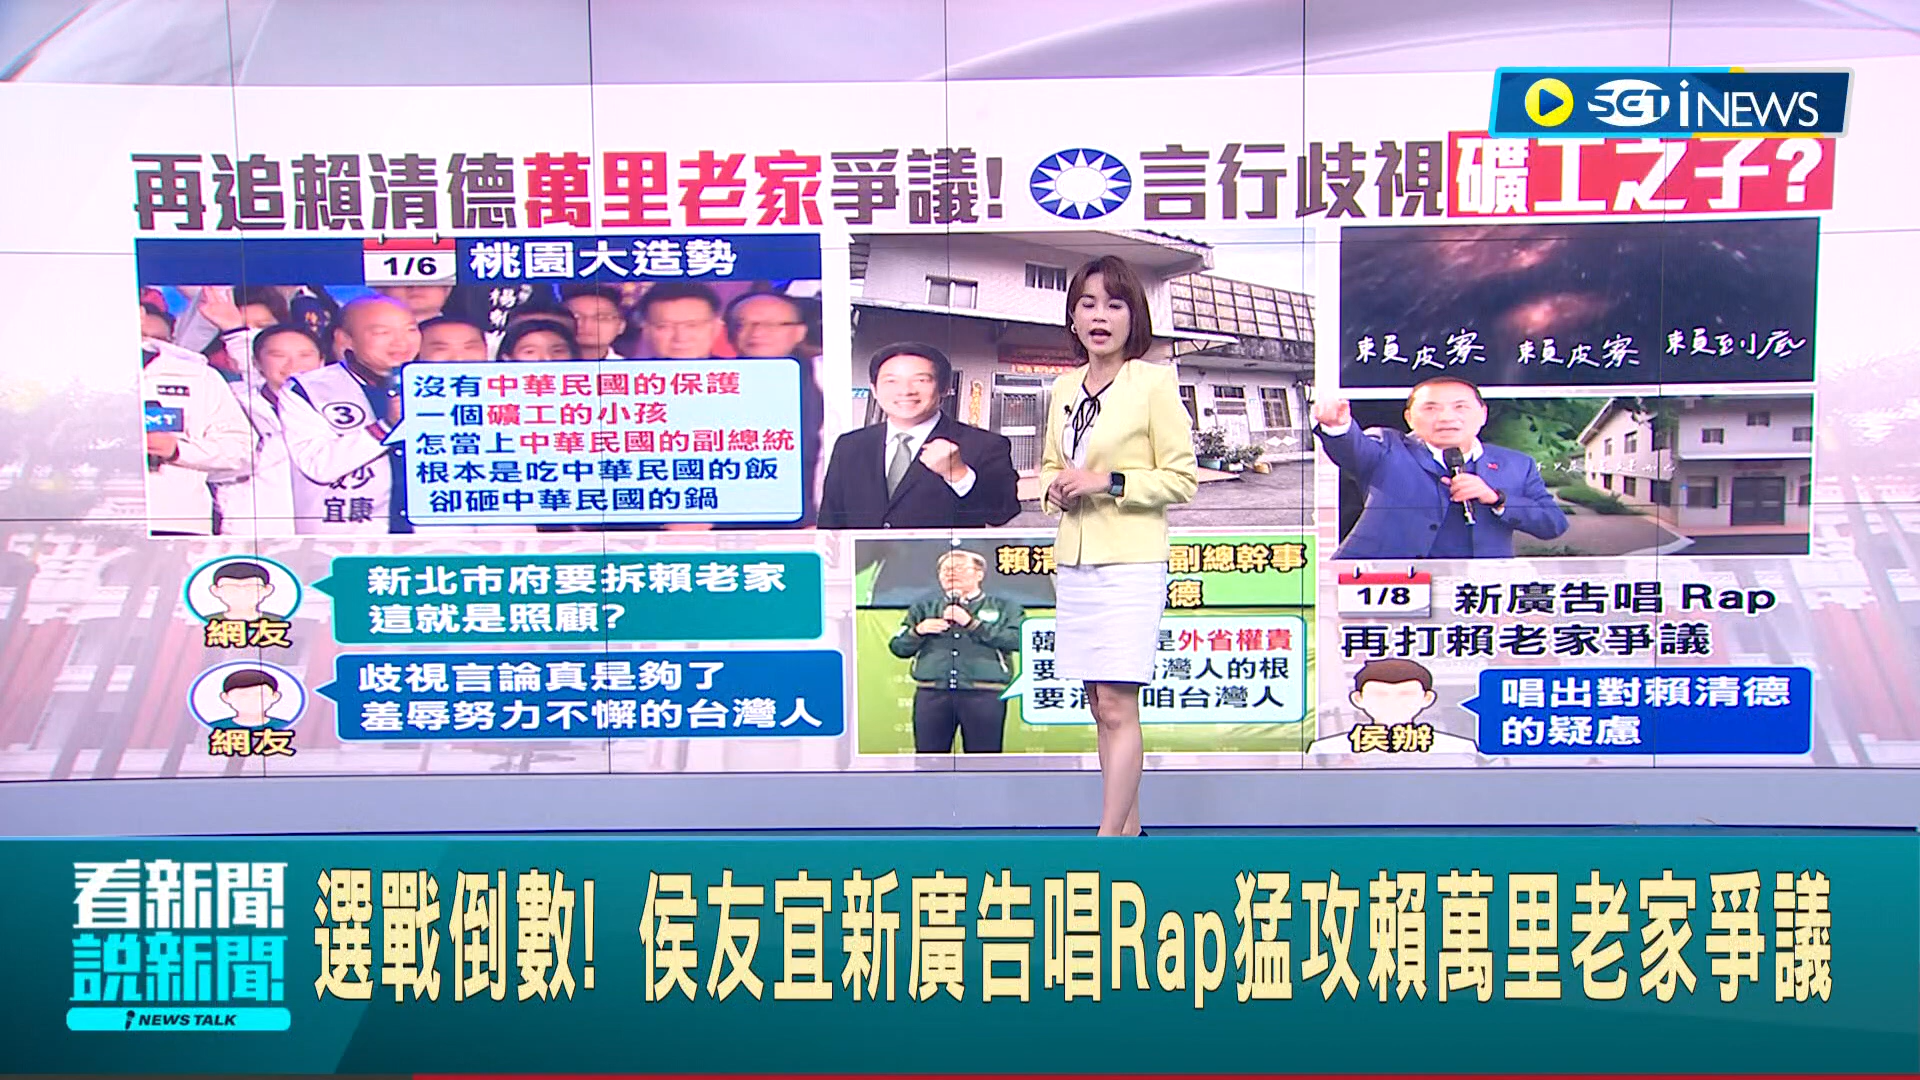 SETiNEWS
再追賴清德萬里老家爭議! 言行歧視礦工之子?
1/6 桃園大造勢
沒有中華民國的保護
一個礦工的小孩
怎當上中華民國的副總統
根本是吃中華民國的飯
卻砸中華民國的鍋
3
宜康
賴皮寮 賴皮寮 賴到底
新北市府要拆賴老家
這就是照顧?
網友
歧視言論真是夠了
羞辱努力不懈的台灣人
網友
賴清 副總幹事
德
韓 是外省權貴
要 台灣人的根
要消 咱台灣人
1/8 新廣告唱 Rap
再打賴老家爭議
唱出對賴清德
的疑慮
侯辦
看新聞
說新聞
iNEWS TALK
選戰倒數! 侯友宜新廣告唱Rap猛攻賴萬里老家爭議